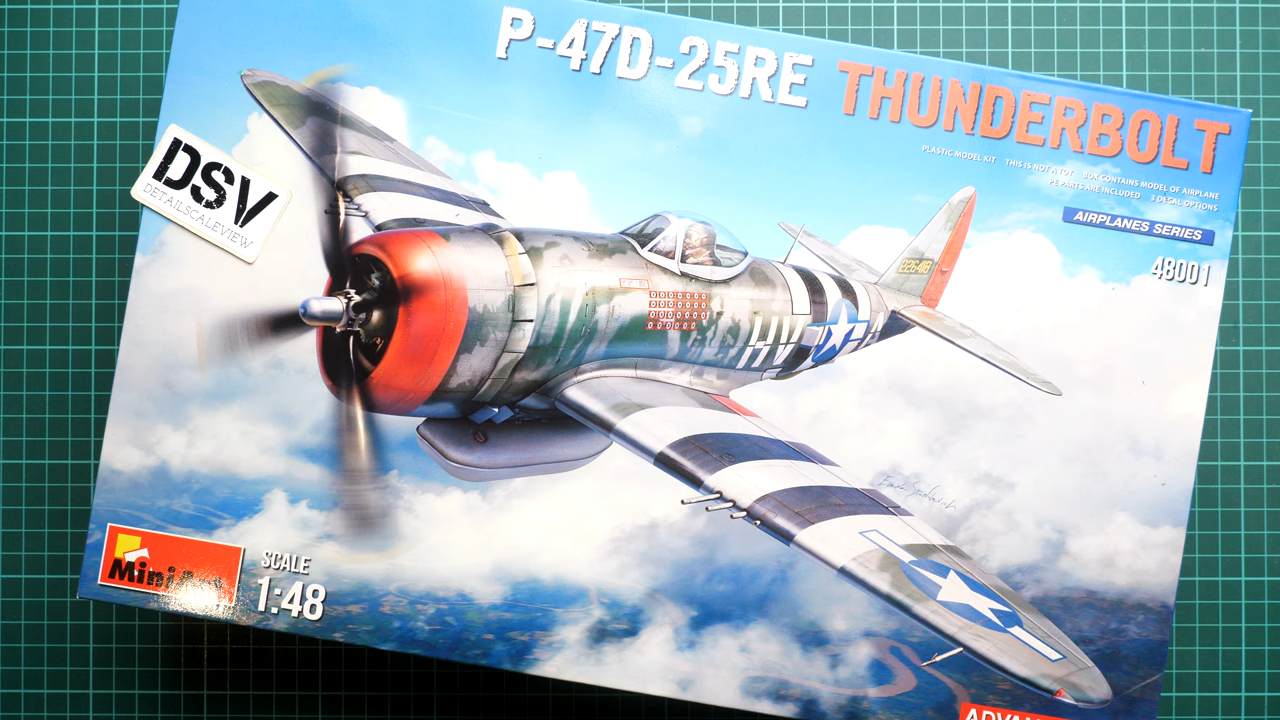 P-47D-25RE THUNDERBOLT
PLASTIC MODEL KIT THIS IS NOT A TOY BOX CONTAINS MODEL OF AIRPLANE
PE PARTS ARE INCLUDED 3 DECAL OPTIONS
AIRPLANES SERIES
48001
DSV
DETAILSCALEVIEW
226418
HV A
MiniArt
SCALE
1:48